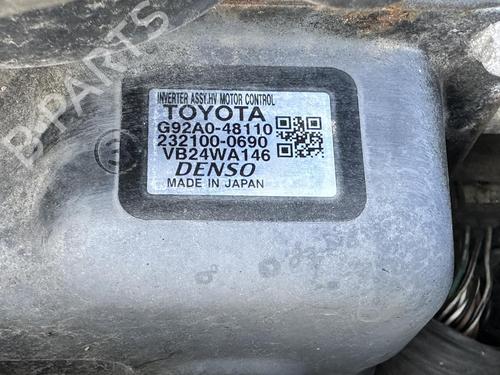 INVERTER ASSY,HV MOTOR CONTROL
TOYOTA
G92A0-48110
232100-0690
VB24WA146
DENSO
MADE IN JAPAN
B-PARTS